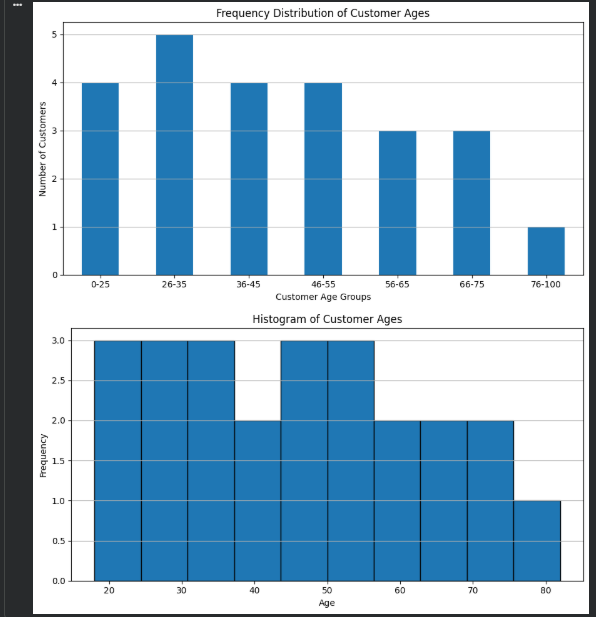 Frequency Distribution of Customer Ages
5
4
3
2
1
0
Number of Customers
0-25 26-35 36-45 46-55 56-65 66-75 76-100
Customer Age Groups
Histogram of Customer Ages
3.0
2.5
2.0
1.5
1.0
0.5
0.0
Frequency
20 30 40 50 60 70 80
Age